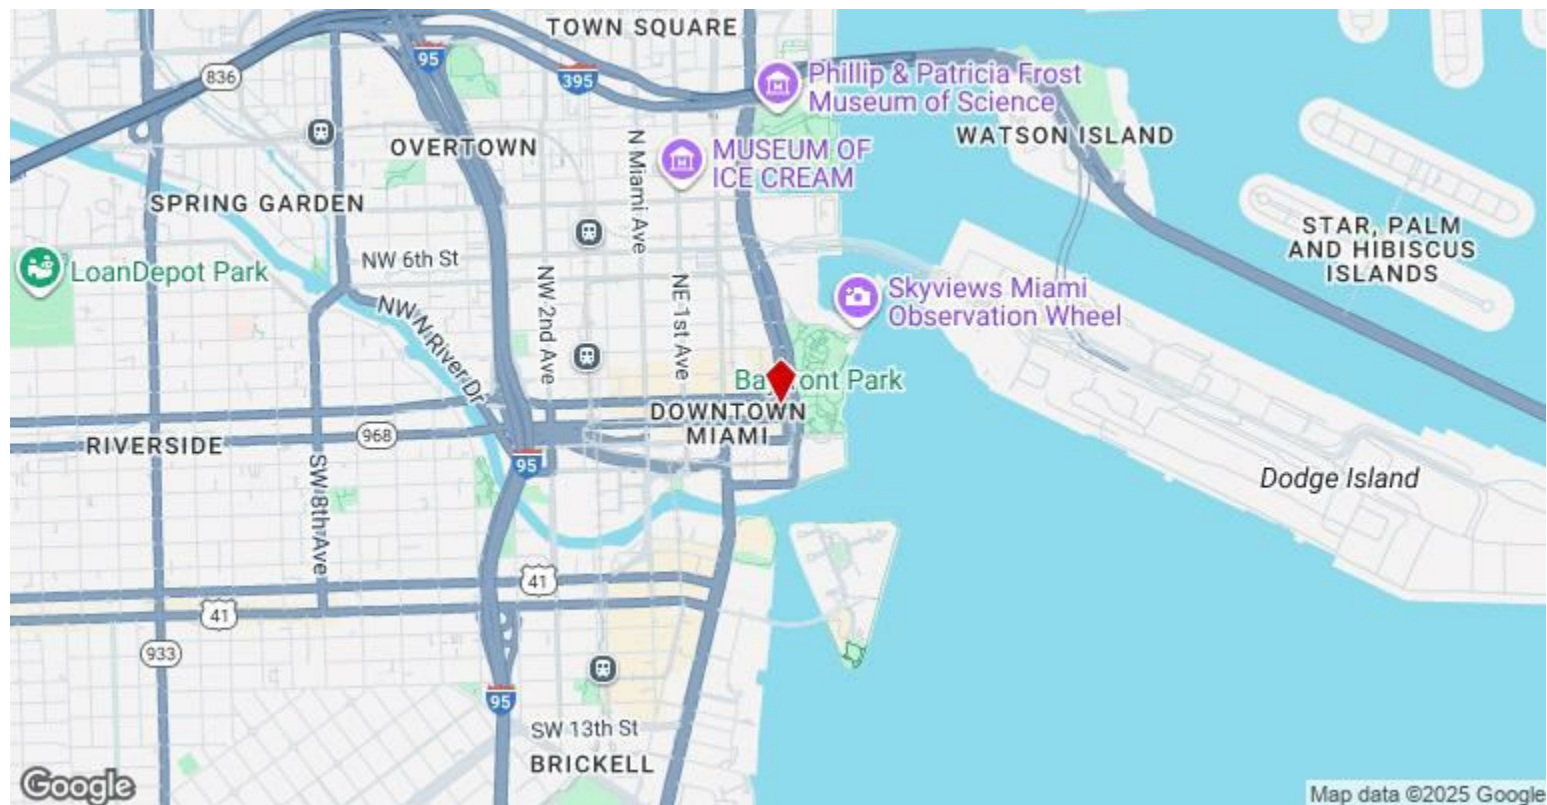 TOWN SQUARE
95
836
395
Phillip & Patricia Frost
Museum of Science
WATSON ISLAND
OVERTOWN
N Miami Ave
MUSEUM OF
ICE CREAM
SPRING GARDEN
STAR, PALM
AND HIBISCUS
ISLANDS
NW 6th St
LoanDepot Park
NW 2nd Ave
NE 1st Ave
Skyviews Miami
Observation Wheel
NW N River Dr
Bayfront Park
DOWNTOWN
MIAMI
968
RIVERSIDE
95
Dodge Island
SW 8th Ave
41
41
933
95
SW 13th St
BRICKELL
Google
Map data ©2025 Google